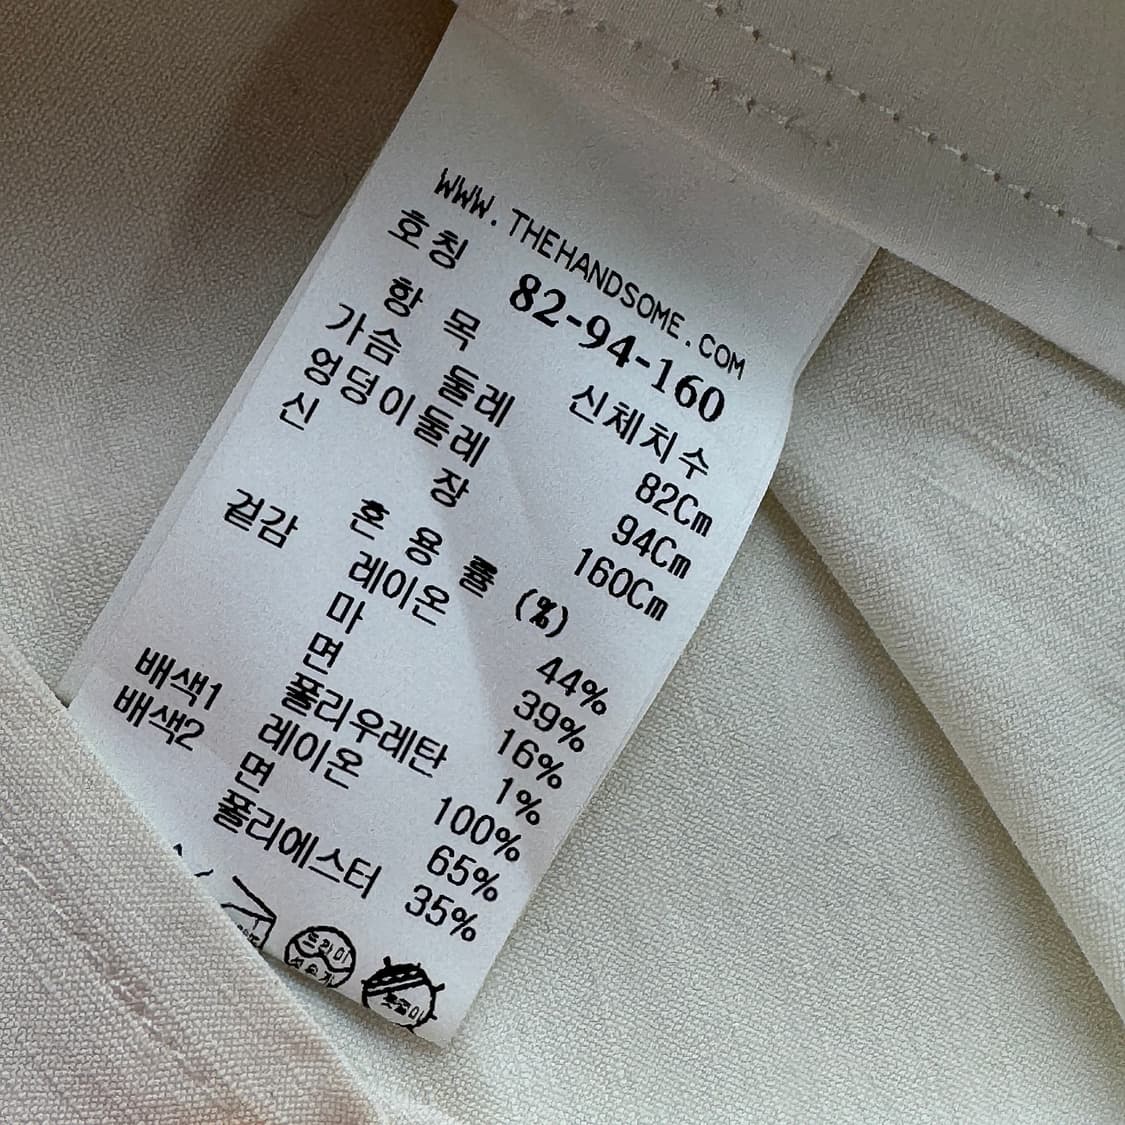 WWW.THEHANDSOME.COM
호칭 82-94-160
항 목 신체치수
가슴 둘레 82Cm
엉덩이둘레 94Cm
신 장 160Cm
혼 용 률 (%)
겉감 레이온 44%
마 39%
면 16%
폴리우레탄 1%
배색1 레이온 100%
배색2 면 65%
폴리에스터 35%
드라이